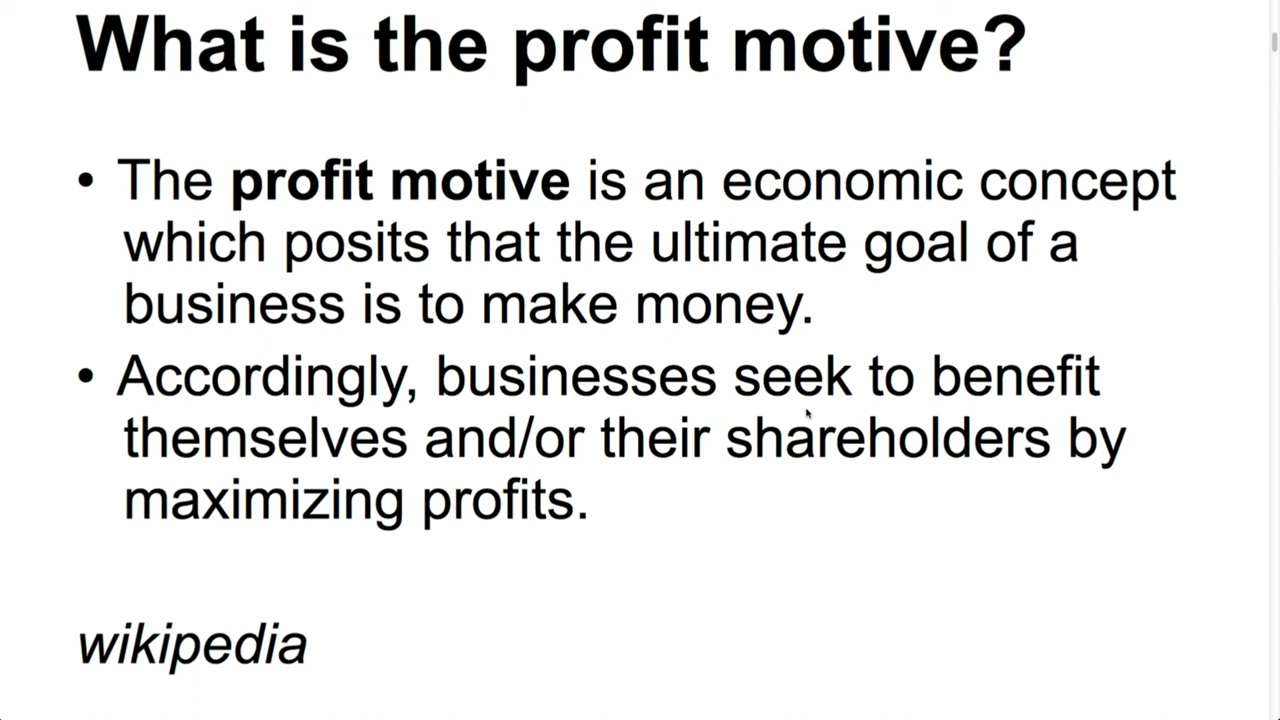 What is the profit motive?
• The profit motive is an economic concept
which posits that the ultimate goal of a
business is to make money.
• Accordingly, businesses seek to benefit
themselves and/or their shareholders by
maximizing profits.
wikipedia